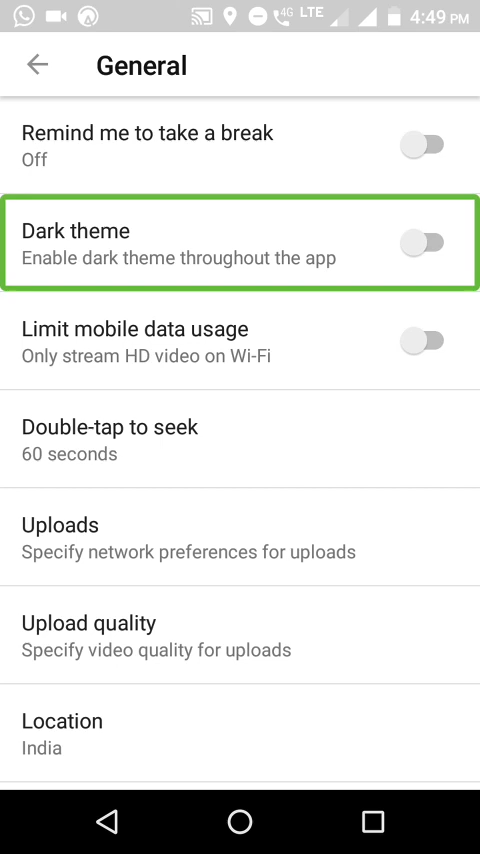 4G LTE 4:49 PM
General
Remind me to take a break
Off
Dark theme
Enable dark theme throughout the app
Limit mobile data usage
Only stream HD video on Wi-Fi
Double-tap to seek
60 seconds
Uploads
Specify network preferences for uploads
Upload quality
Specify video quality for uploads
Location
India